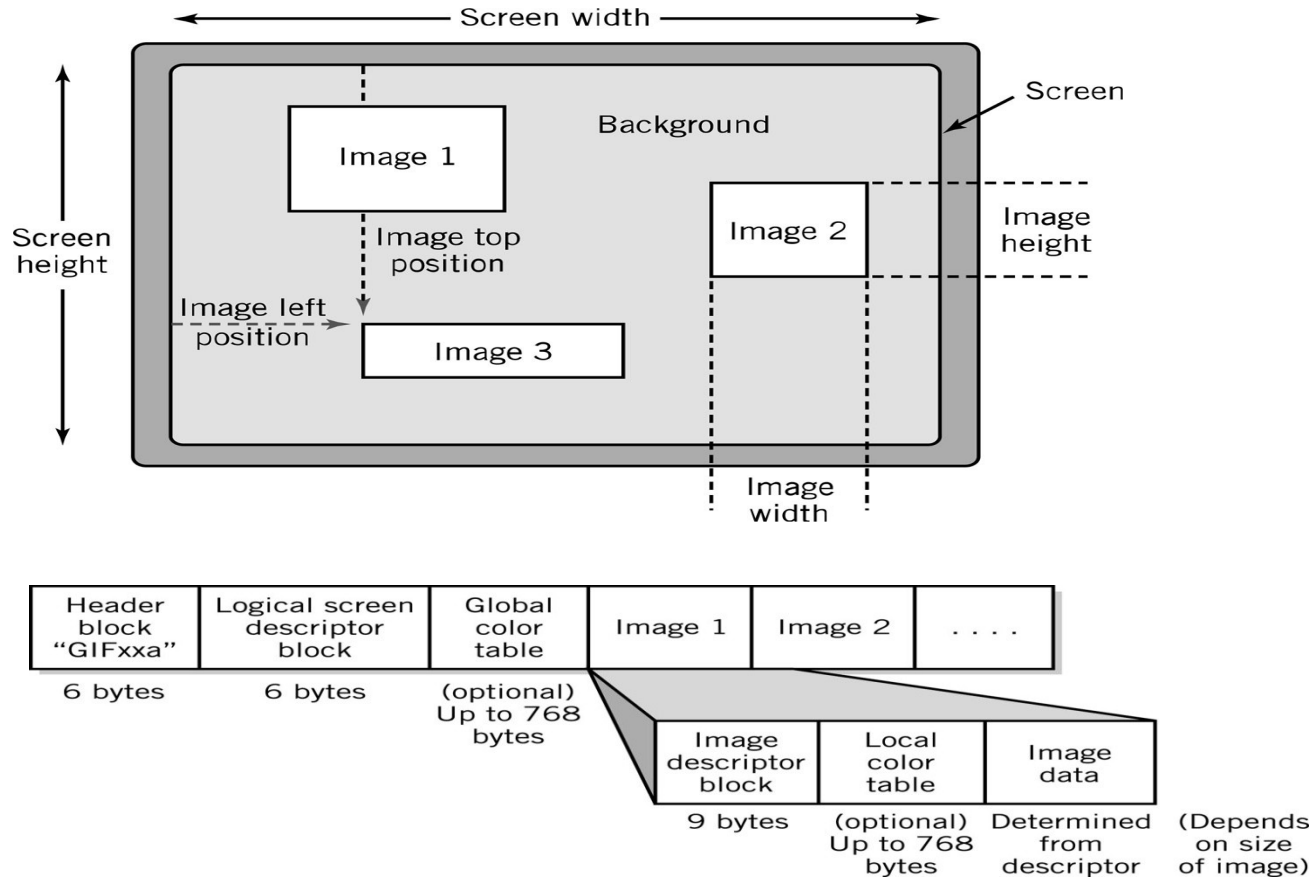 Screen width
Screen
Background
Image 1
Image 2
Image
height
Screen
height
Image top
position
Image left
position
Image 3
Image
width
Header
block
“GIFxxa”
Logical screen
descriptor
block
Global
color
table
Image 1
Image 2
. . . .
6 bytes
6 bytes
(optional)
Up to 768
bytes
Image
descriptor
block
Local
color
table
Image
data
9 bytes
(optional)
Up to 768
bytes
Determined
from
descriptor
(Depends
on size
of image)